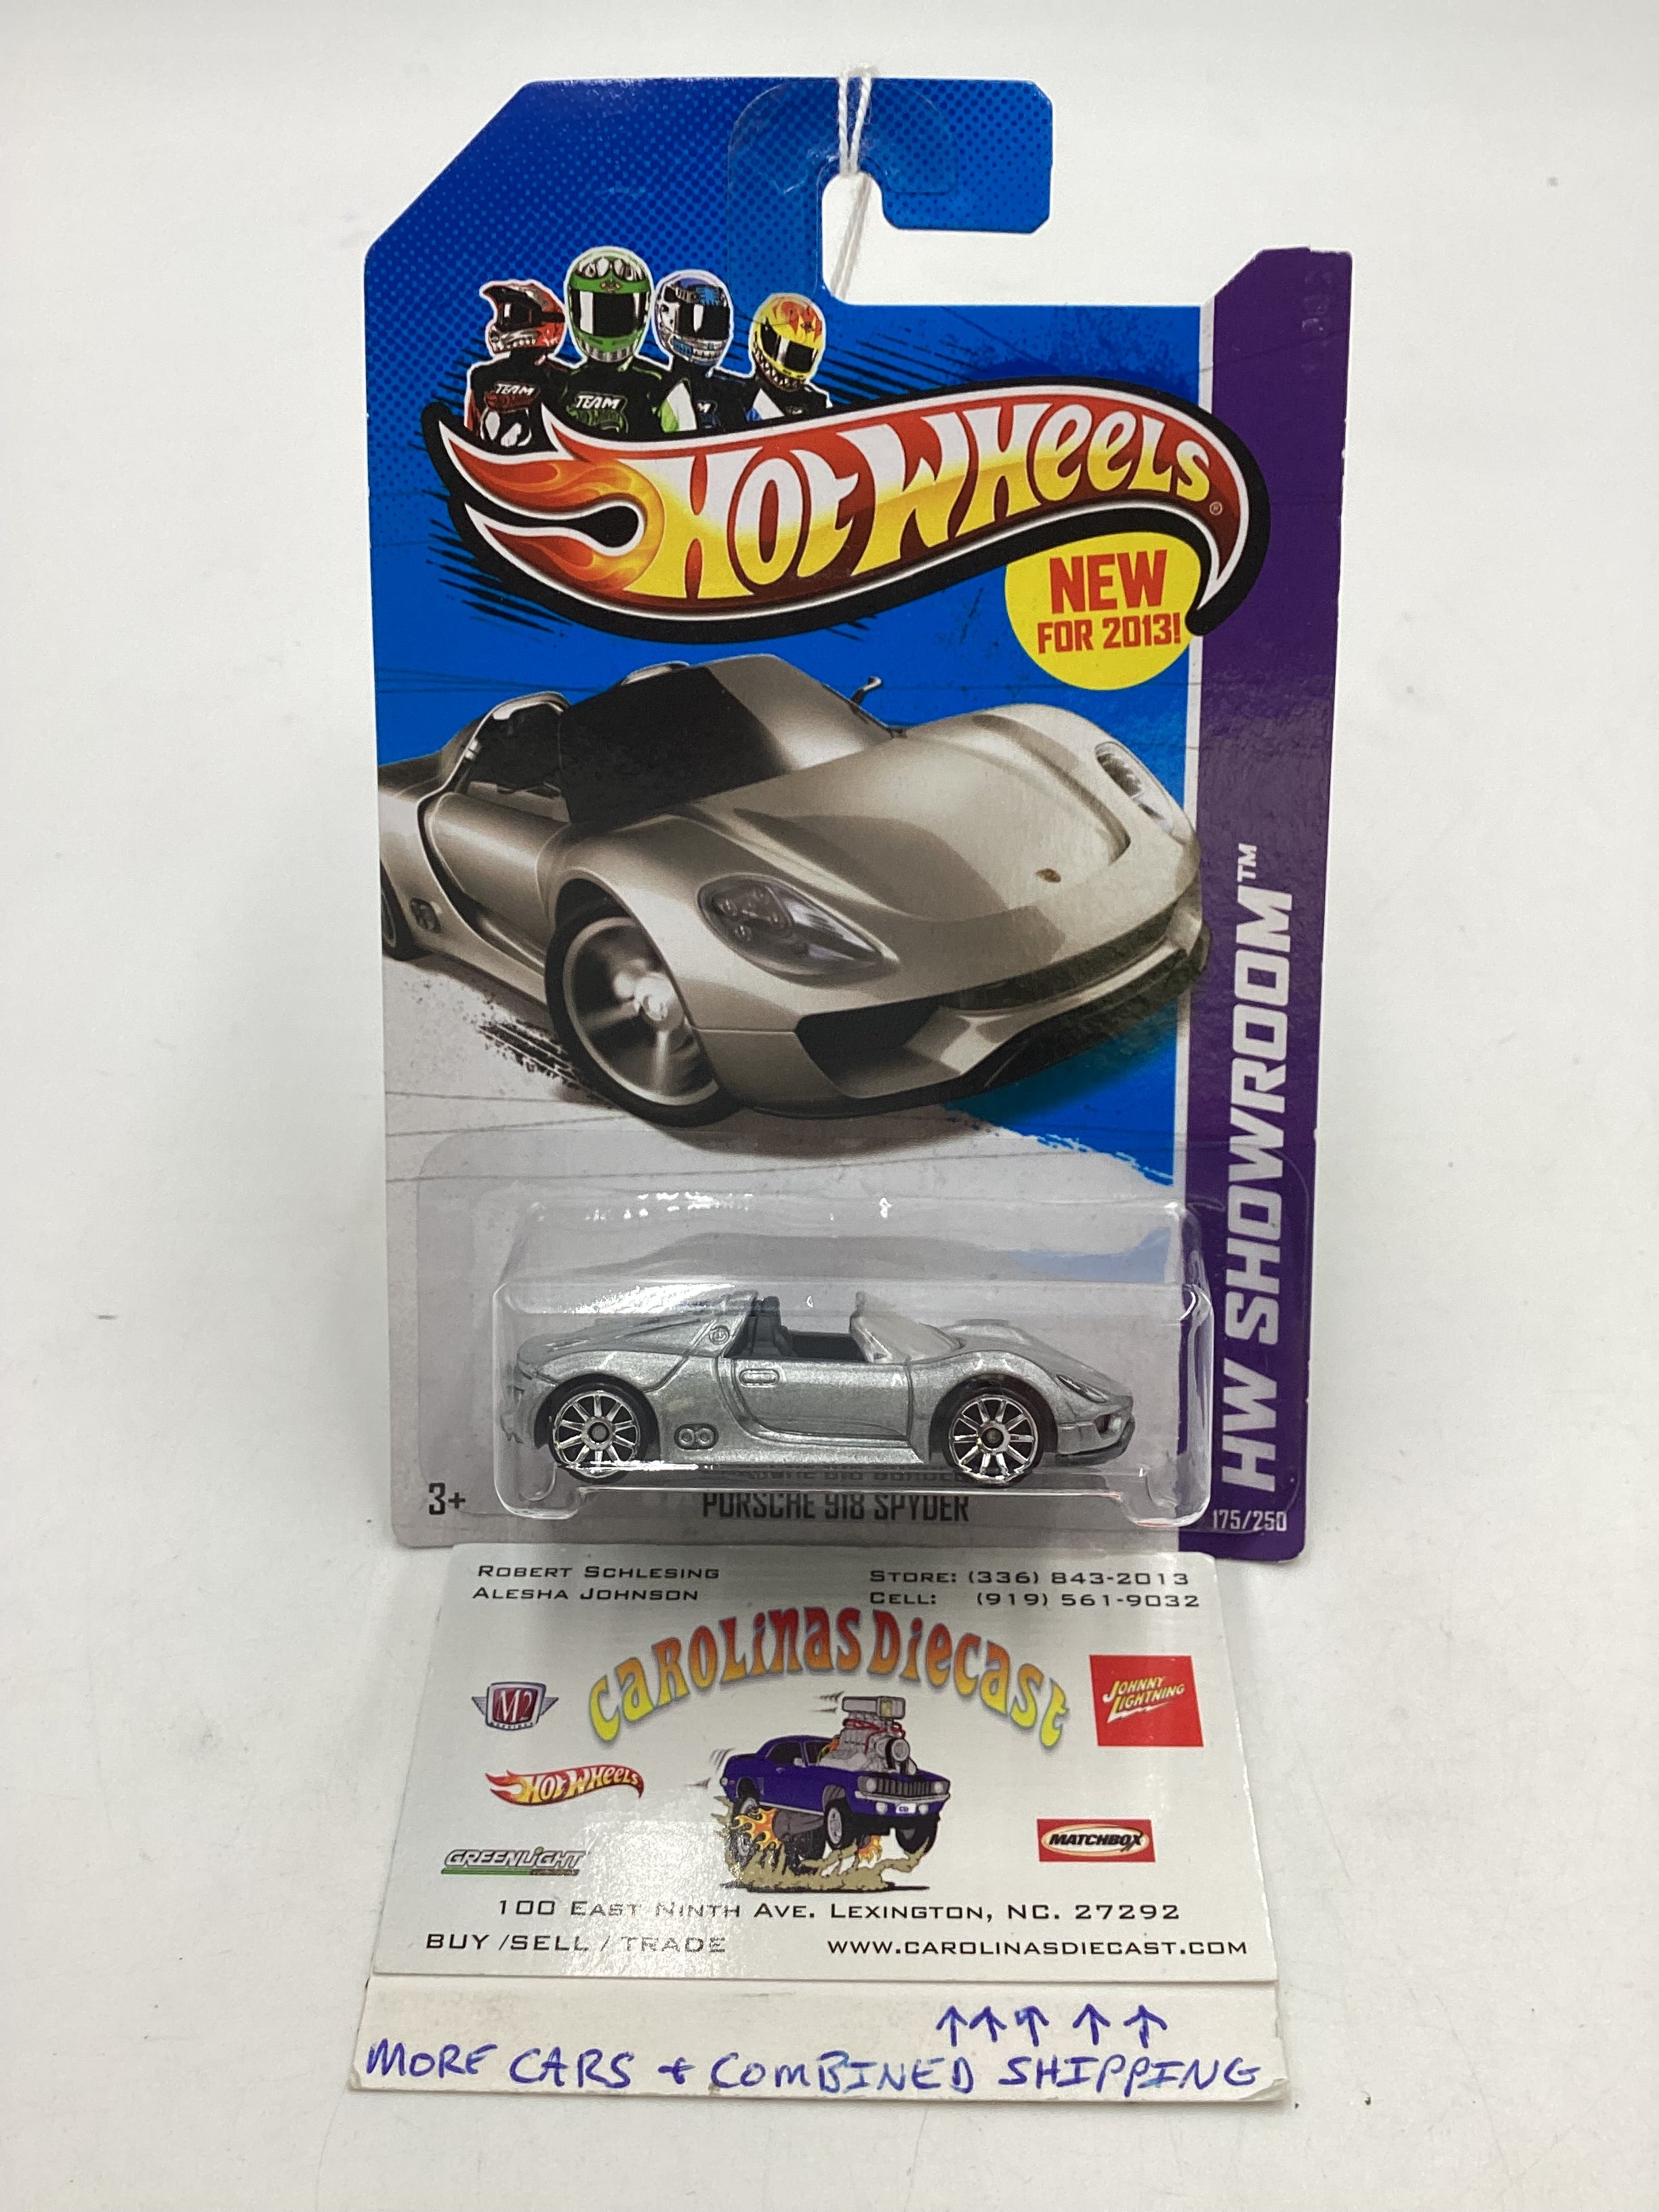 TEAM
TEAM
HOT WHEELS®
NEW
FOR 2013!
HW SHOWROOM™
3+
PORSCHE 918 SPYDER
175/250
ROBERT SCHLESING
ALESHA JOHNSON
STORE: (336) 843-2013
CELL: (919) 561-9032
CAROLINAS DIECAST
M2
JOHNNY LIGHTNING
HOT WHEELS
GREENLIGHT
MATCHBOX
100 EAST NINTH AVE. LEXINGTON, NC. 27292
BUY /SELL / TRADE
WWW.CAROLINASDIECAST.COM
MORE CARS + COMBINED SHIPPING